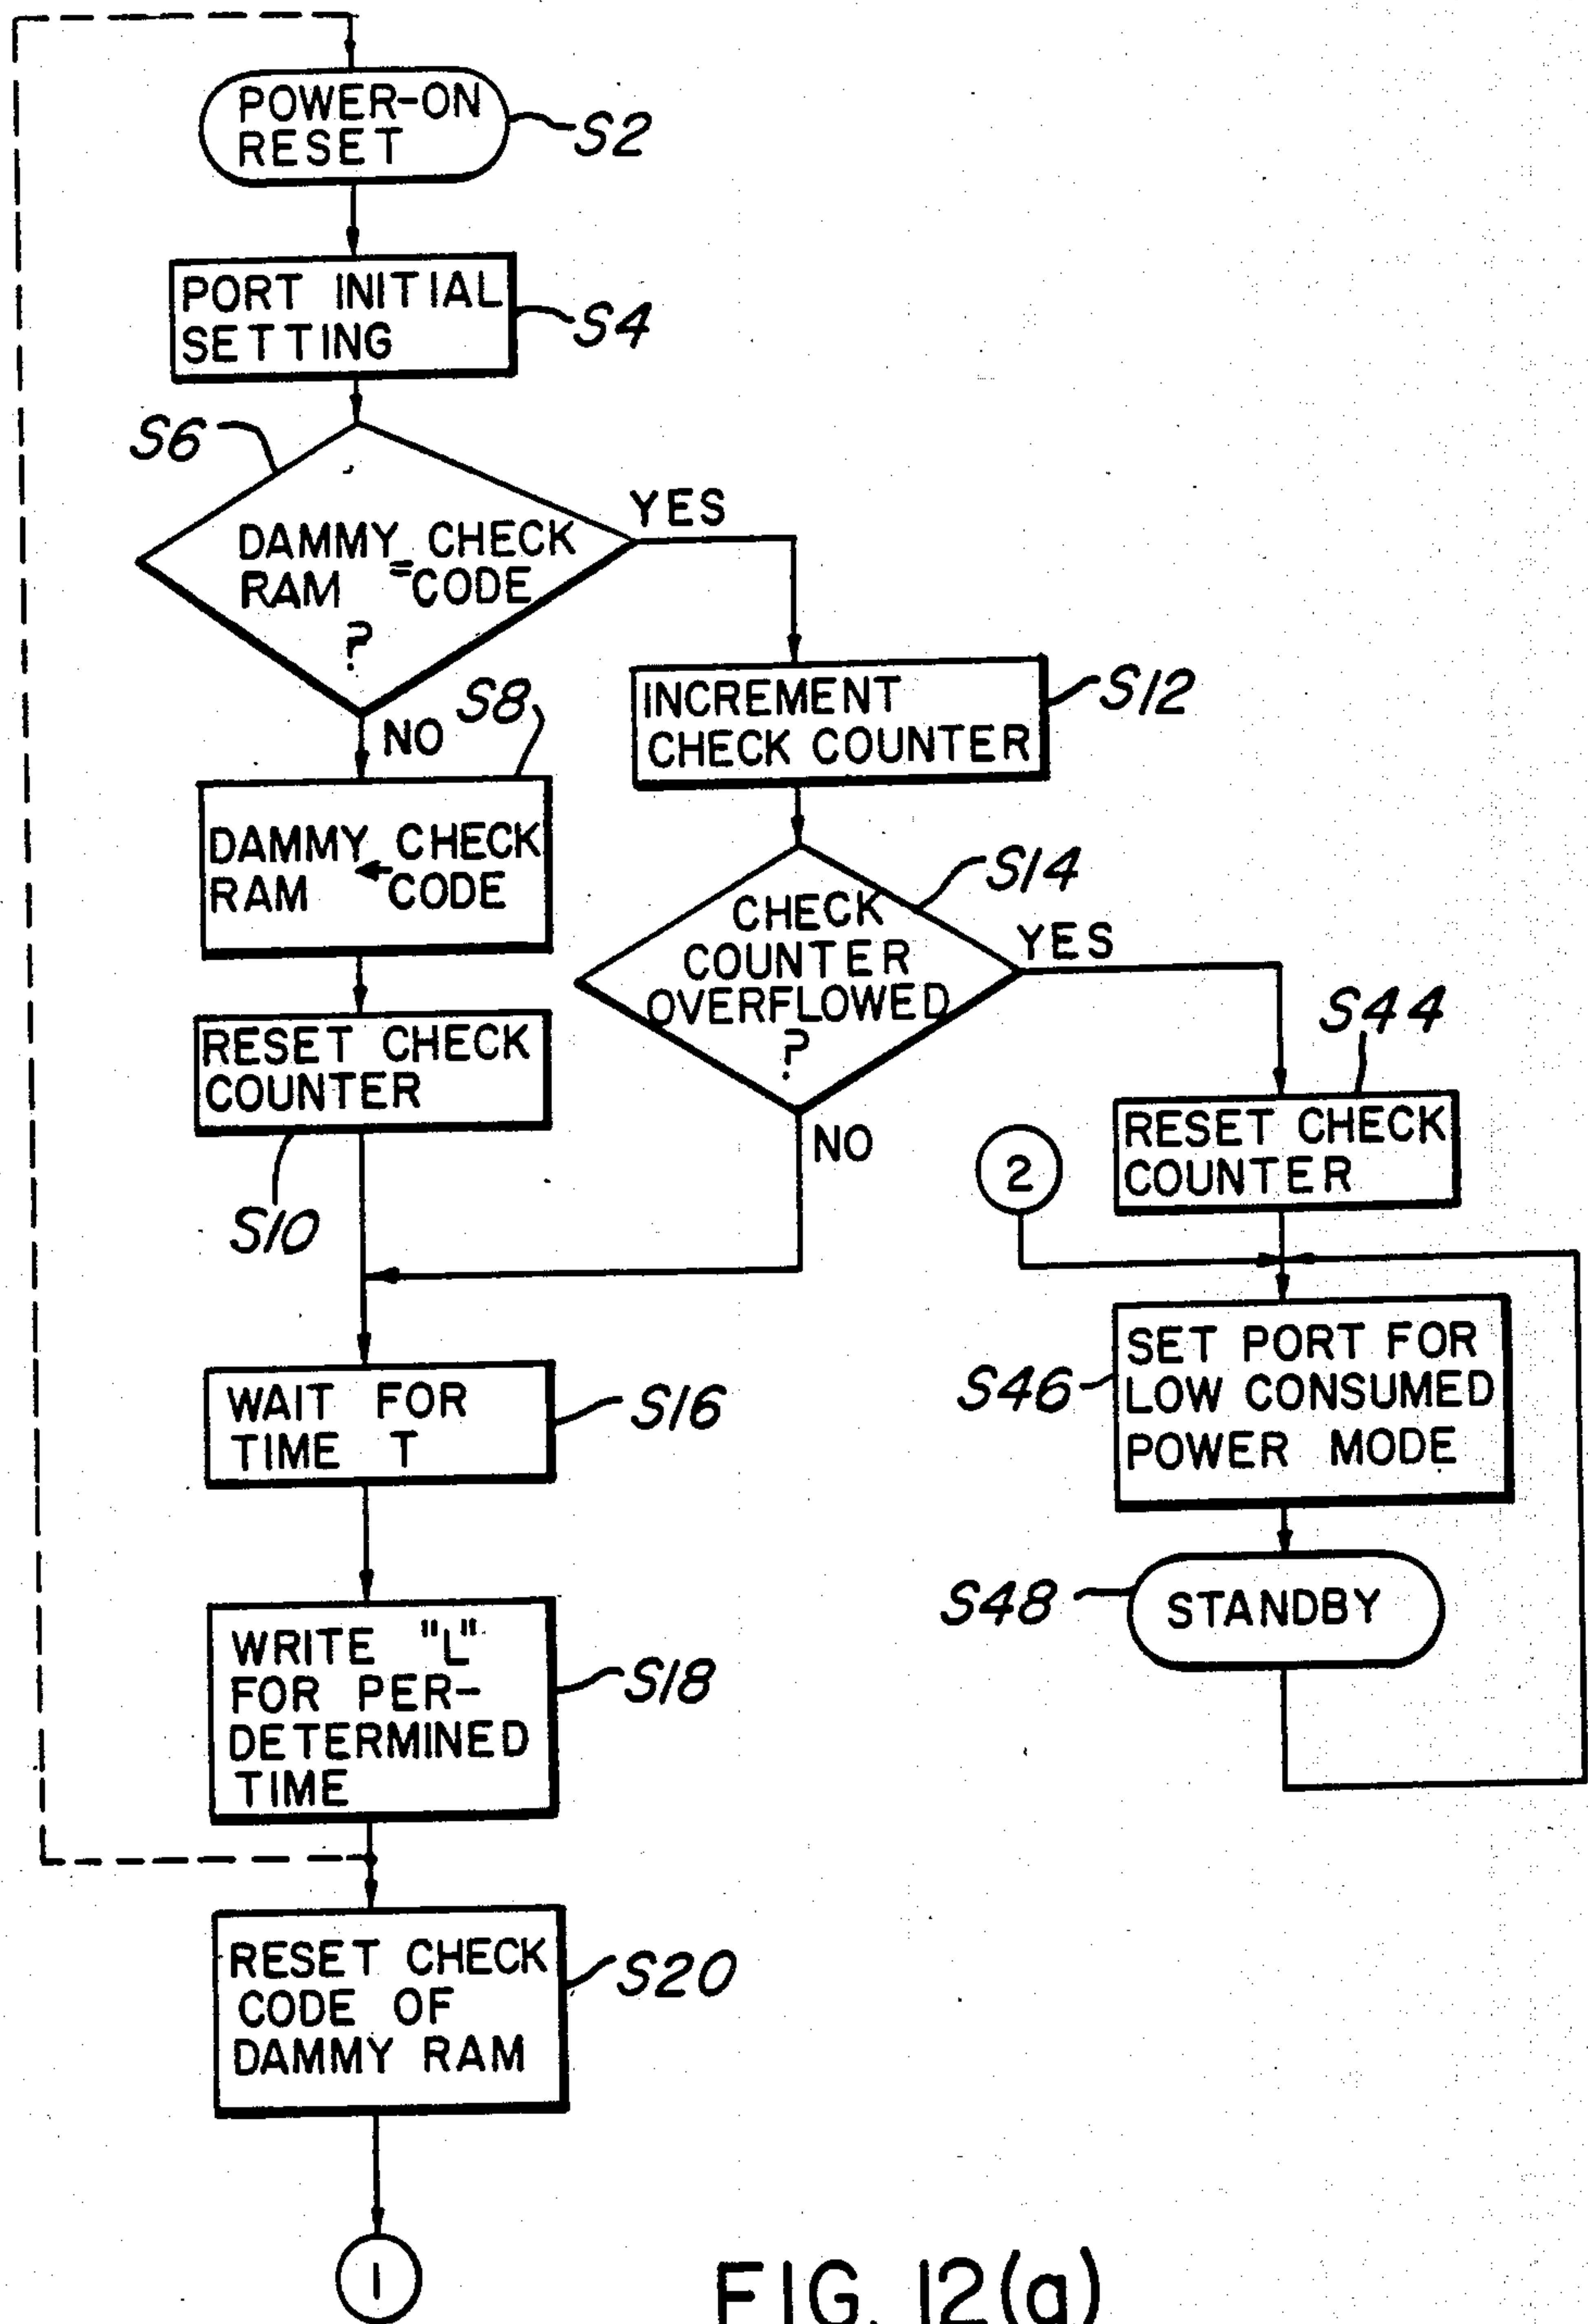 POWER-ON
RESET
S2
PORT INITIAL
SETTING
S4
S6
DAMMY = CHECK
RAM CODE
?
YES
NO
S8
DAMMY ← CHECK
RAM CODE
RESET CHECK
COUNTER
S10
INCREMENT
CHECK COUNTER
S12
CHECK
COUNTER
OVERFLOWED
?
S14
YES
NO
S44
RESET CHECK
COUNTER
2
WAIT FOR
TIME T
S16
SET PORT FOR
LOW CONSUMED
POWER MODE
S46
STANDBY
S48
WRITE "L"
FOR PER-
DETERMINED
TIME
S18
RESET CHECK
CODE OF
DAMMY RAM
S20
1
FIG. 12(a)